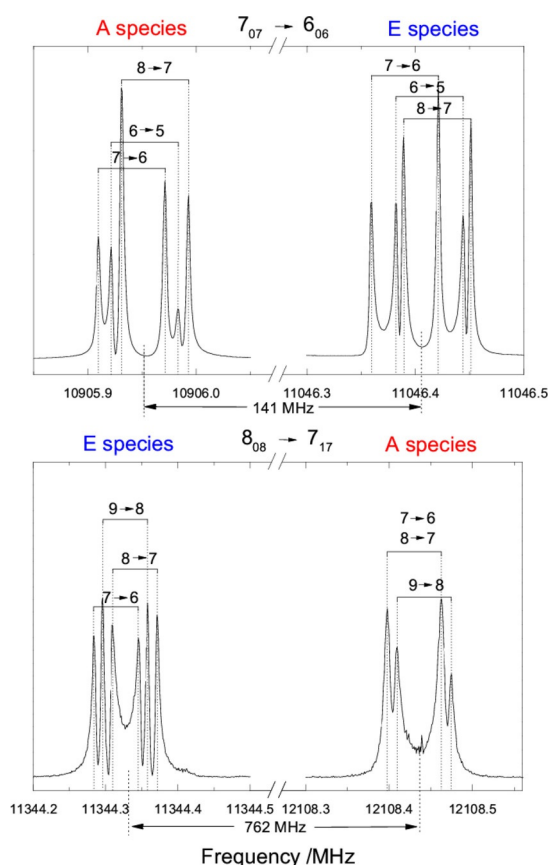 A species 7₀₇ → 6₀₆ E species
8→7 7→6
6→5 6→5
7→6 8→7
10905.9 10906.0 11046.3 11046.4 11046.5
141 MHz
E species 8₀₈ → 7₁₇ A species
9→8 7→6
8→7 8→7
7→6 9→8
11344.2 11344.3 11344.4 11344.5 12108.3 12108.4 12108.5
762 MHz
Frequency /MHz